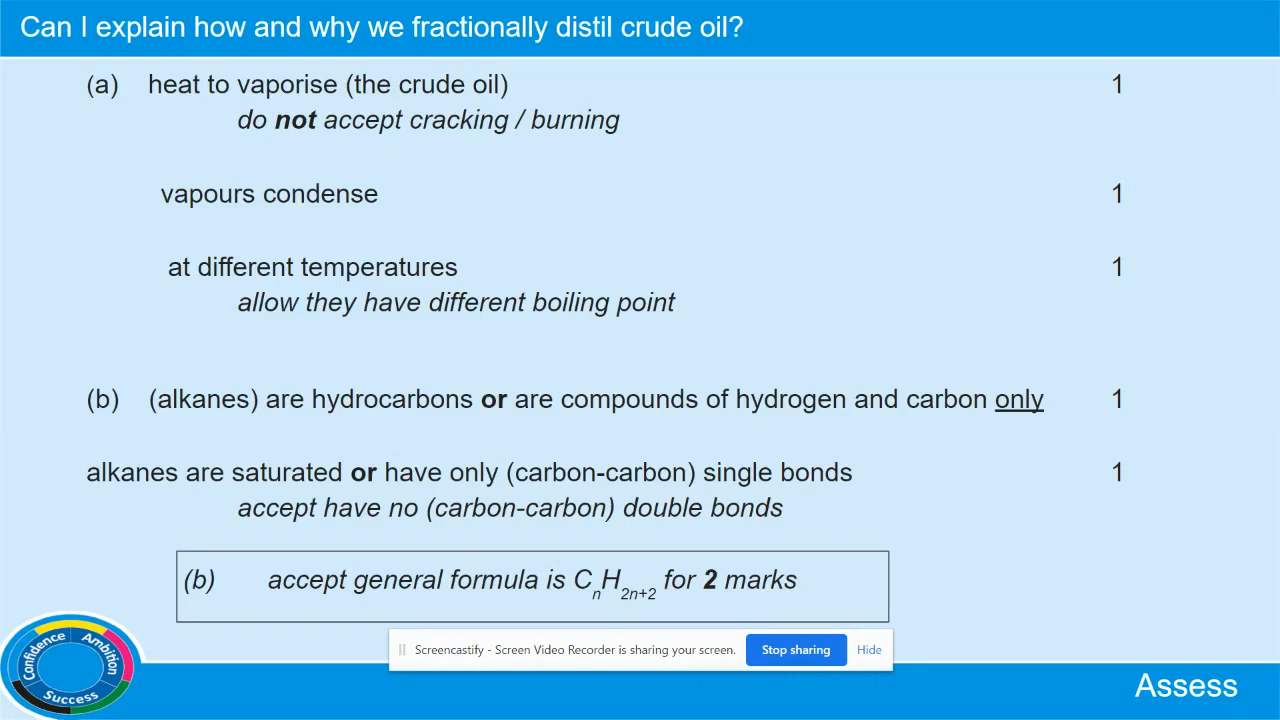 Can I explain how and why we fractionally distil crude oil?
(a) heat to vaporise (the crude oil) 1
do not accept cracking / burning
vapours condense 1
at different temperatures 1
allow they have different boiling point
(b) (alkanes) are hydrocarbons or are compounds of hydrogen and carbon only 1
alkanes are saturated or have only (carbon-carbon) single bonds 1
accept have no (carbon-carbon) double bonds
(b) accept general formula is CnH2n+2 for 2 marks
Screencastify - Screen Video Recorder is sharing your screen. Stop sharing Hide
Confidence Ambition Success
Assess